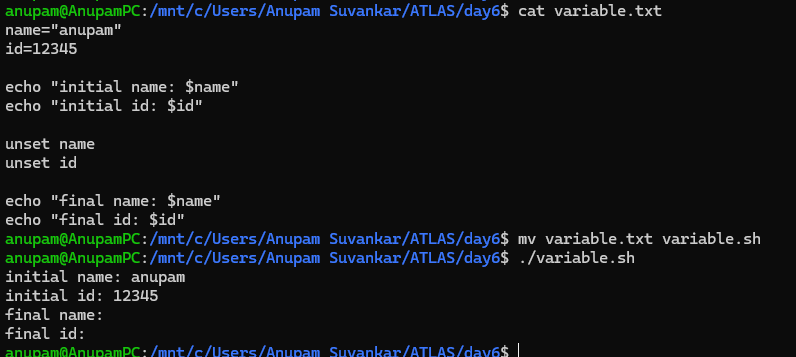 anupam@AnupamPC:/mnt/c/Users/Anupam Suvankar/ATLAS/day6$ cat variable.txt
name="anupam"
id=12345

echo "initial name: $name"
echo "initial id: $id"

unset name
unset id

echo "final name: $name"
echo "final id: $id"
anupam@AnupamPC:/mnt/c/Users/Anupam Suvankar/ATLAS/day6$ mv variable.txt variable.sh
anupam@AnupamPC:/mnt/c/Users/Anupam Suvankar/ATLAS/day6$ ./variable.sh
initial name: anupam
initial id: 12345
final name:
final id:
anupam@AnupamPC:/mnt/c/Users/Anupam Suvankar/ATLAS/day6$